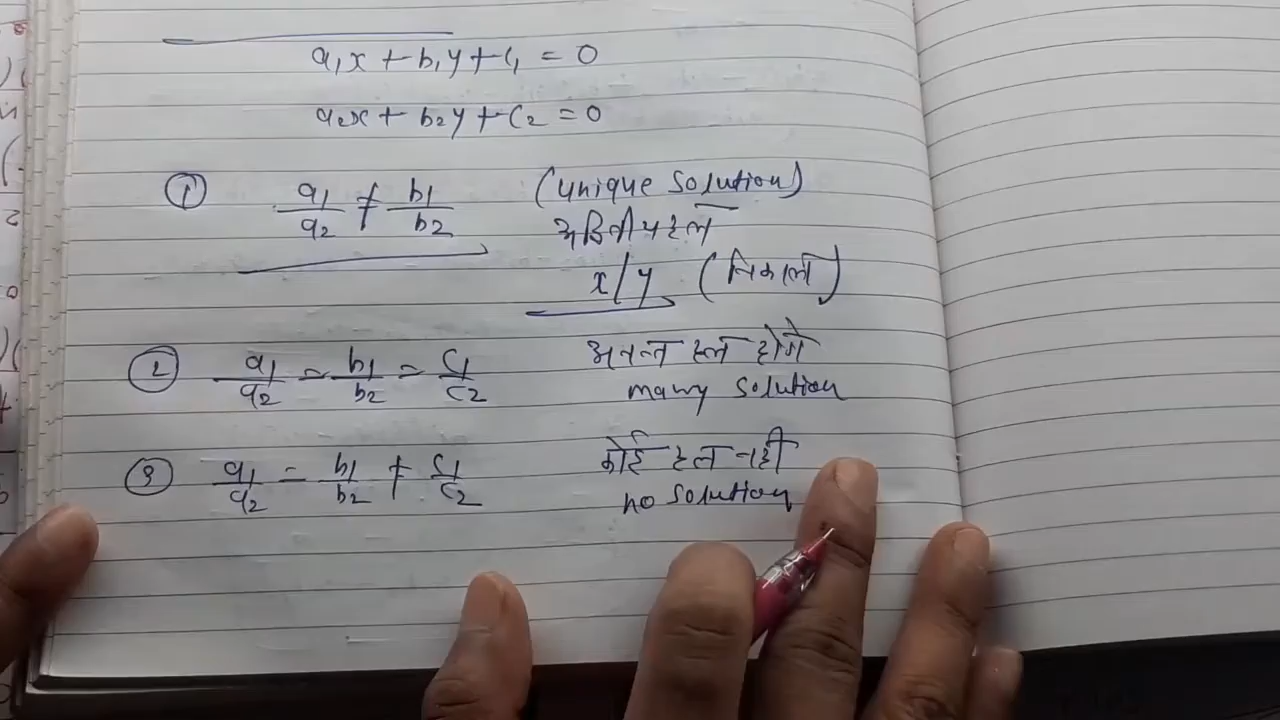 a₁x + b₁y + c₁ = 0
a₂x + b₂y + c₂ = 0
① a₁/a₂ ≠ b₁/b₂ (unique solution)
अद्वितीय हल
x/y (निकालो)
② a₁/a₂ = b₁/b₂ = c₁/c₂ अनन्त हल होंगे
many solution
③ a₁/a₂ = b₁/b₂ ≠ c₁/c₂ कोई हल नहीं
no solution